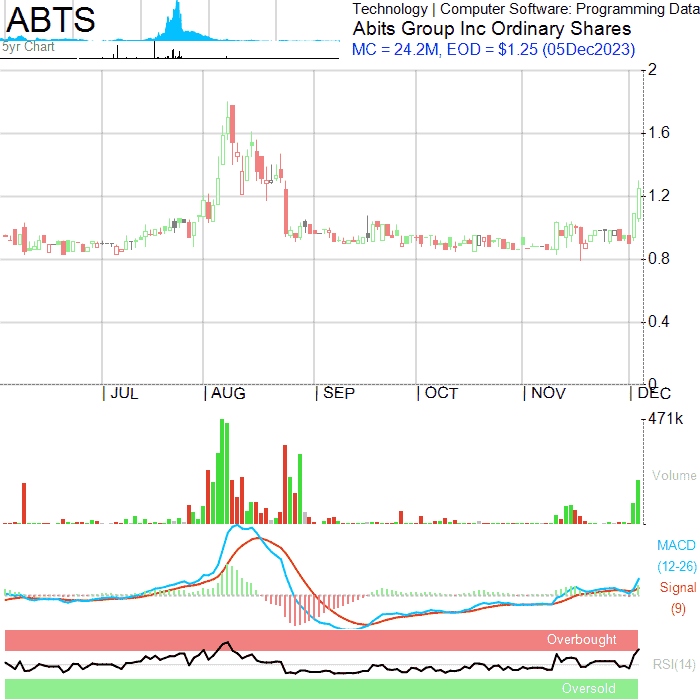 ABTS
5yr Chart
Technology | Computer Software: Programming Data
Abits Group Inc Ordinary Shares
MC = 24.2M, EOD = $1.25 (05Dec2023)
2
1.6
1.2
0.8
0.4
0
| JUL | AUG | SEP | OCT | NOV | DEC
471k
Volume
MACD
(12-26)
Signal
(9)
Overbought
RSI(14)
Oversold